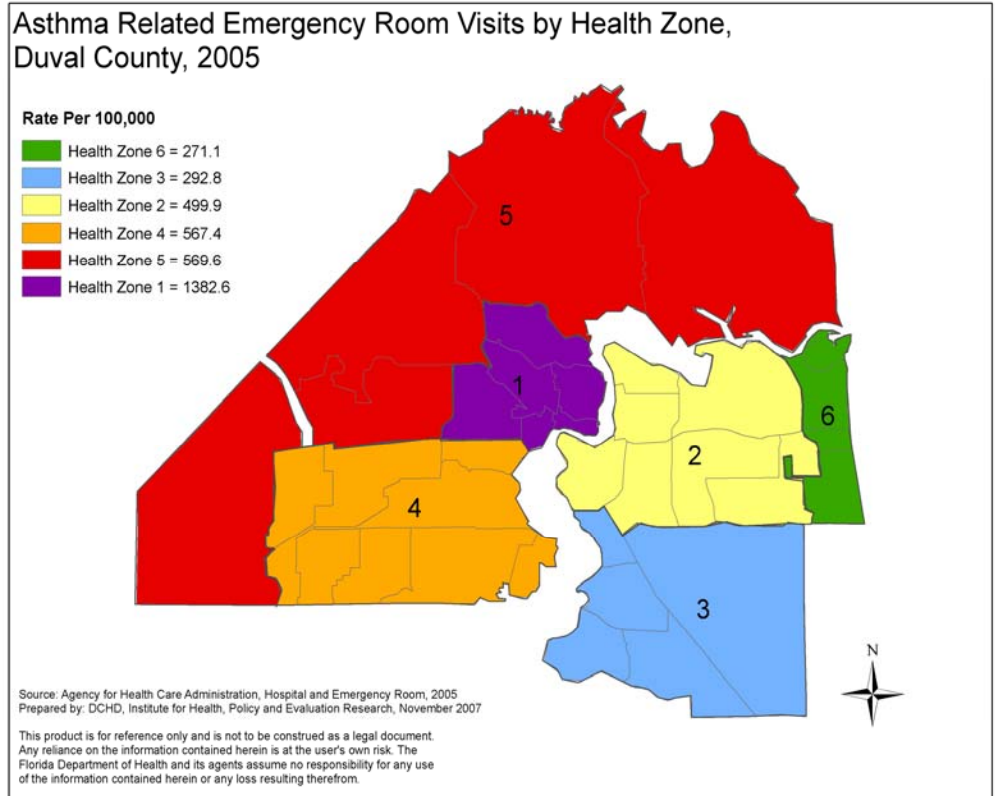 Asthma Related Emergency Room Visits by Health Zone,
Duval County, 2005
Rate Per 100,000
Health Zone 6 = 271.1
Health Zone 3 = 292.8
Health Zone 2 = 499.9
Health Zone 4 = 567.4
Health Zone 5 = 569.6
Health Zone 1 = 1382.6
5
1
6
2
4
3
N
Source: Agency for Health Care Administration, Hospital and Emergency Room, 2005
Prepared by: DCHD, Institute for Health, Policy and Evaluation Research, November 2007
This product is for reference only and is not to be construed as a legal document.
Any reliance on the information contained herein is at the user's own risk. The
Florida Department of Health and its agents assume no responsibility for any use
of the information contained herein or any loss resulting therefrom.